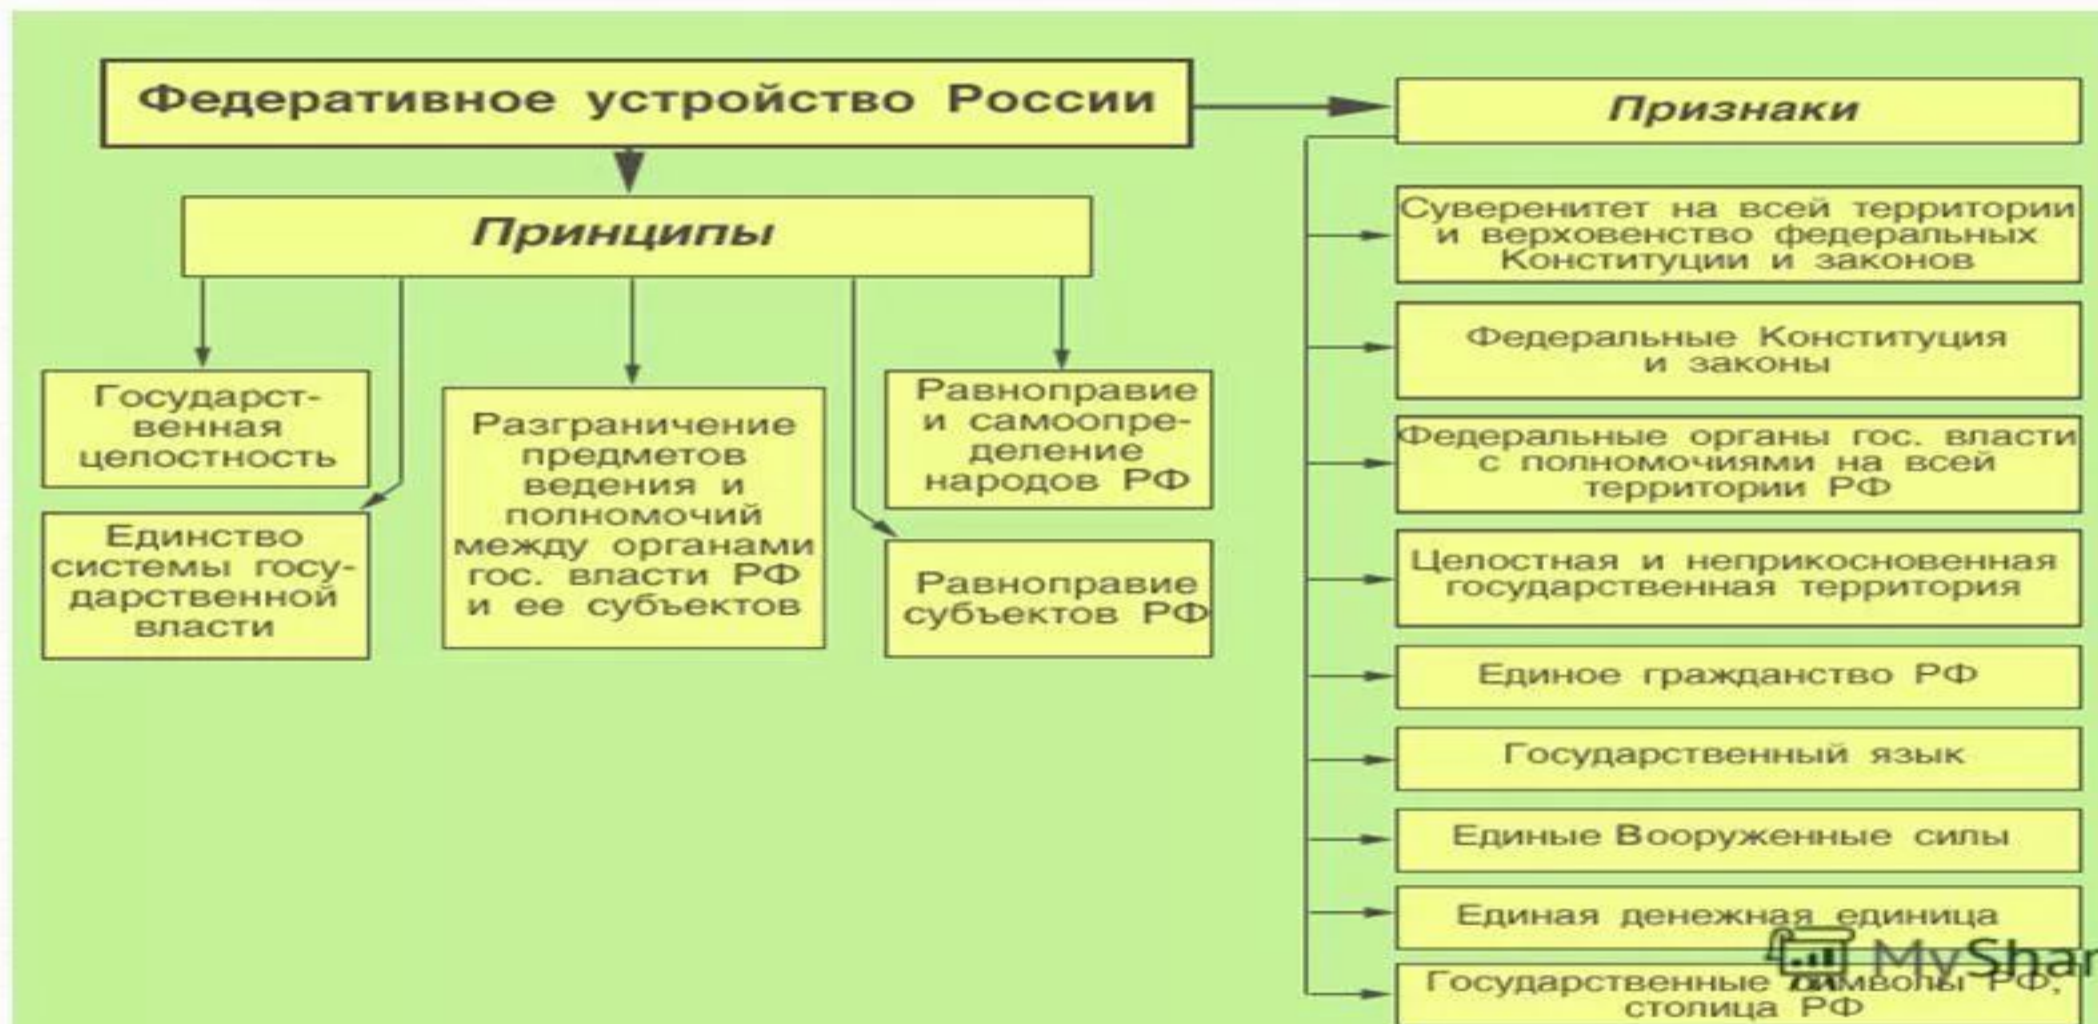 Федеративное устройство России
Принципы
Государст-
венная
целостность
Единство
системы госу-
дарственной
власти
Разграничение
предметов
ведения и
полномочий
между органами
гос. власти РФ
и ее субъектов
Равноправие
и самоопре-
деление
народов РФ
Равноправие
субъектов РФ
Признаки
Суверенитет на всей территории
и верховенство федеральных
Конституции и законов
Федеральные Конституция
и законы
Федеральные органы гос. власти
с полномочиями на всей
территории РФ
Целостная и неприкосновенная
государственная территория
Единое гражданство РФ
Государственный язык
Единые Вооруженные силы
Единая денежная единица
MyShar
Государственные символы РФ,
столица РФ